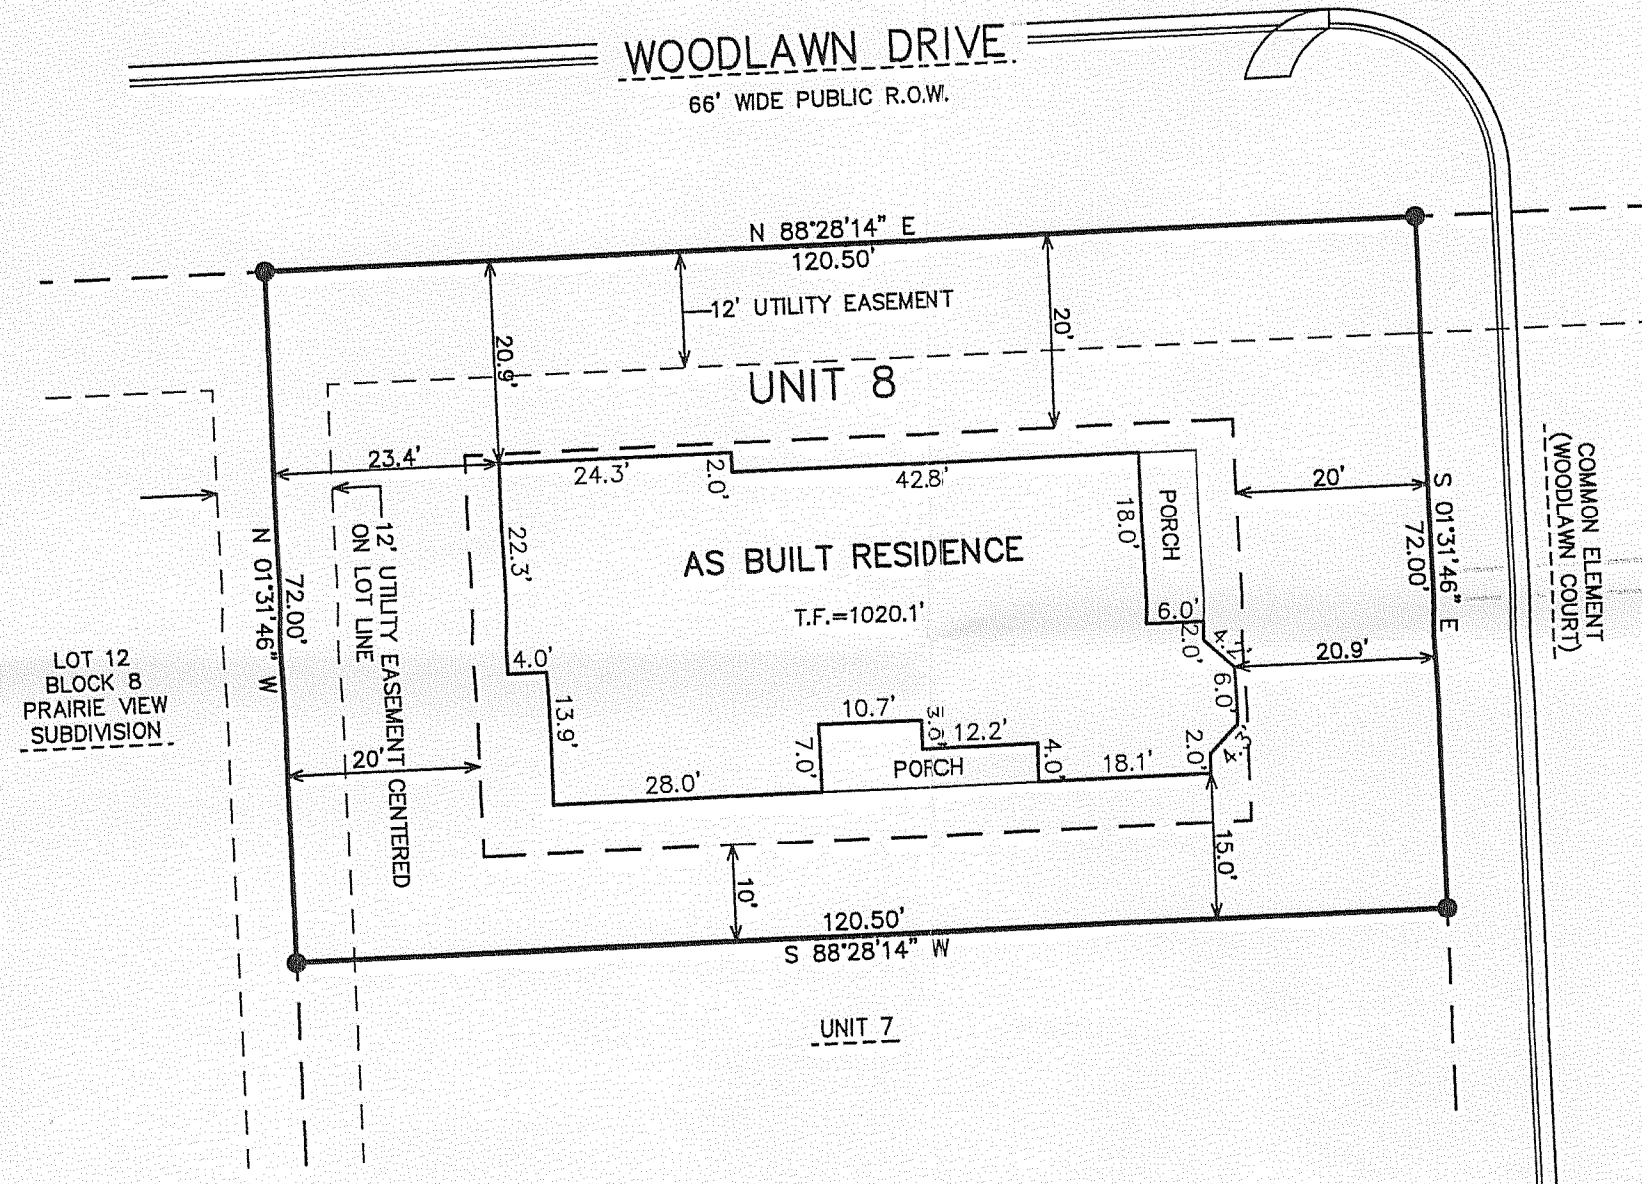 WOODLAWN DRIVE
66' WIDE PUBLIC R.O.W.
N 88°28'14" E
120.50'
12' UTILITY EASEMENT
20.9'
20'
UNIT 8
23.4'
24.3'
2.0'
42.8'
20'
PORCH
18.0'
22.3'
AS BUILT RESIDENCE
T.F.=1020.1'
6.0'
2.0'
20.9'
6.0'
4.0'
13.9'
10.7'
3.0'
12.2'
7.0'
PORCH
4.0'
18.1'
2.0'
28.0'
20'
15.0'
10'
N 01°31'46" W
72.00'
12' UTILITY EASEMENT CENTERED
ON LOT LINE
S 01°31'46" E
72.00'
COMMON ELEMENT
(WOODLAWN COURT)
LOT 12
BLOCK 8
PRAIRIE VIEW
SUBDIVISION
120.50'
S 88°28'14" W
UNIT 7